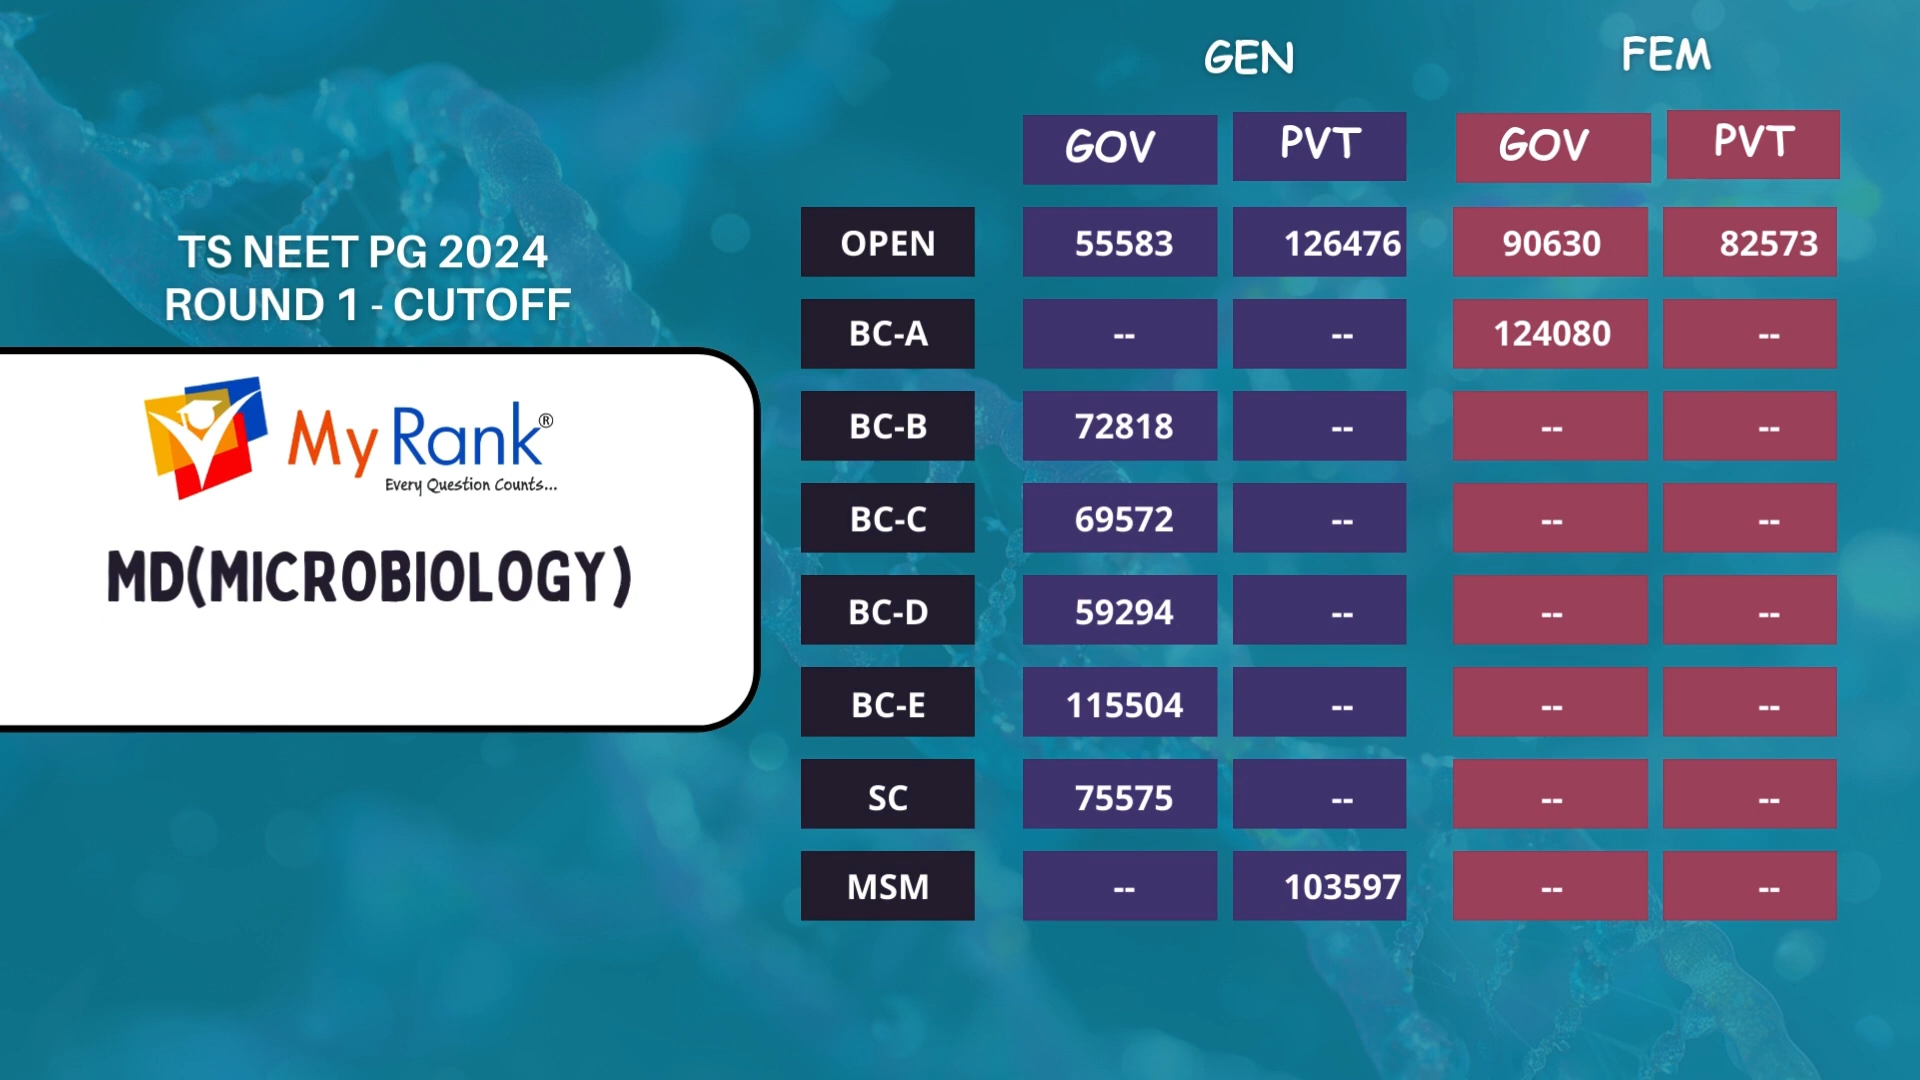 TS NEET PG 2024
ROUND 1 - CUTOFF
My Rank®
Every Question Counts...
MD(MICROBIOLOGY)
GEN FEM
GOV PVT GOV PVT
OPEN 55583 126476 90630 82573
BC-A -- -- 124080 --
BC-B 72818 -- -- --
BC-C 69572 -- -- --
BC-D 59294 -- -- --
BC-E 115504 -- -- --
SC 75575 -- -- --
MSM -- 103597 -- --